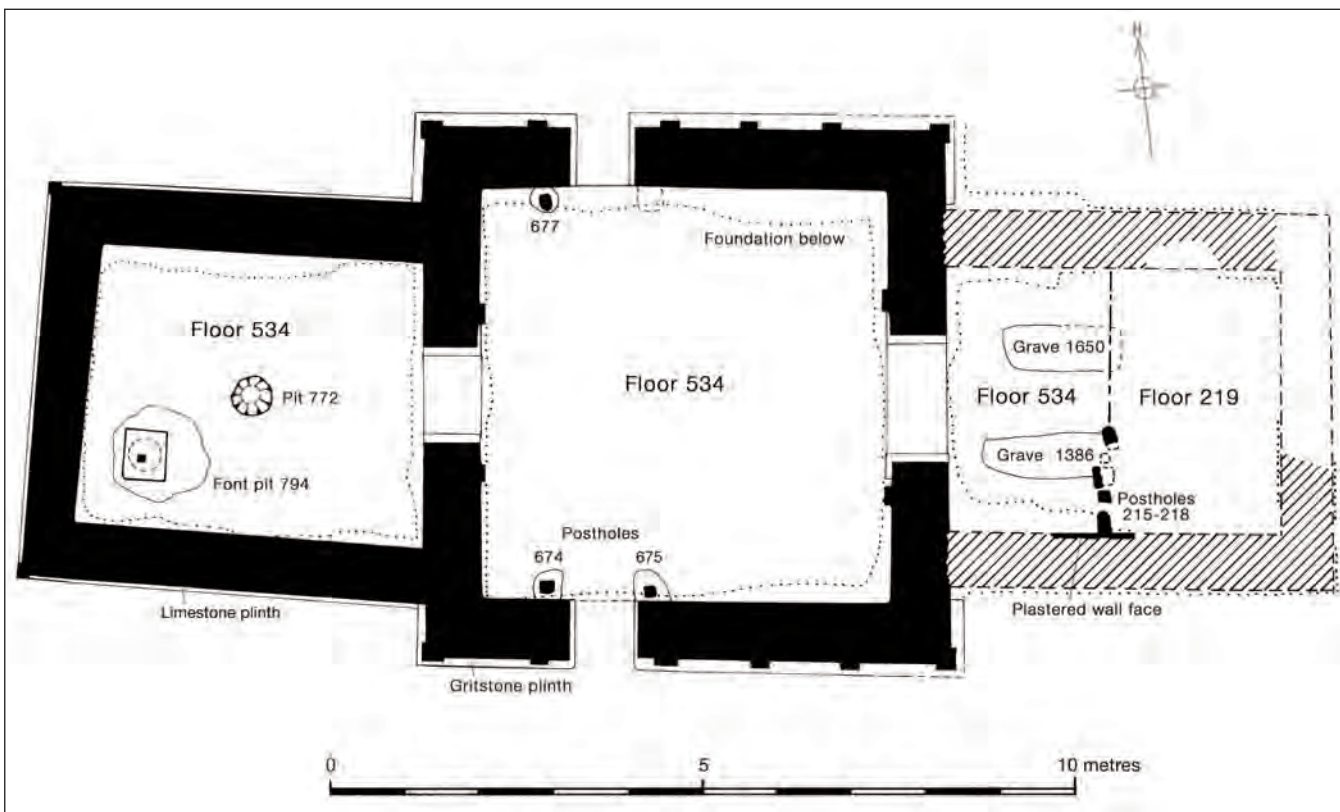 N
677
Foundation below
Floor 534
Pit 772
Font pit 794
Floor 534
Grave 1650
Floor 534
Floor 219
Grave 1386
Postholes
215-218
Postholes
674
675
Limestone plinth
Plastered wall face
Gritstone plinth
0
5
10 metres